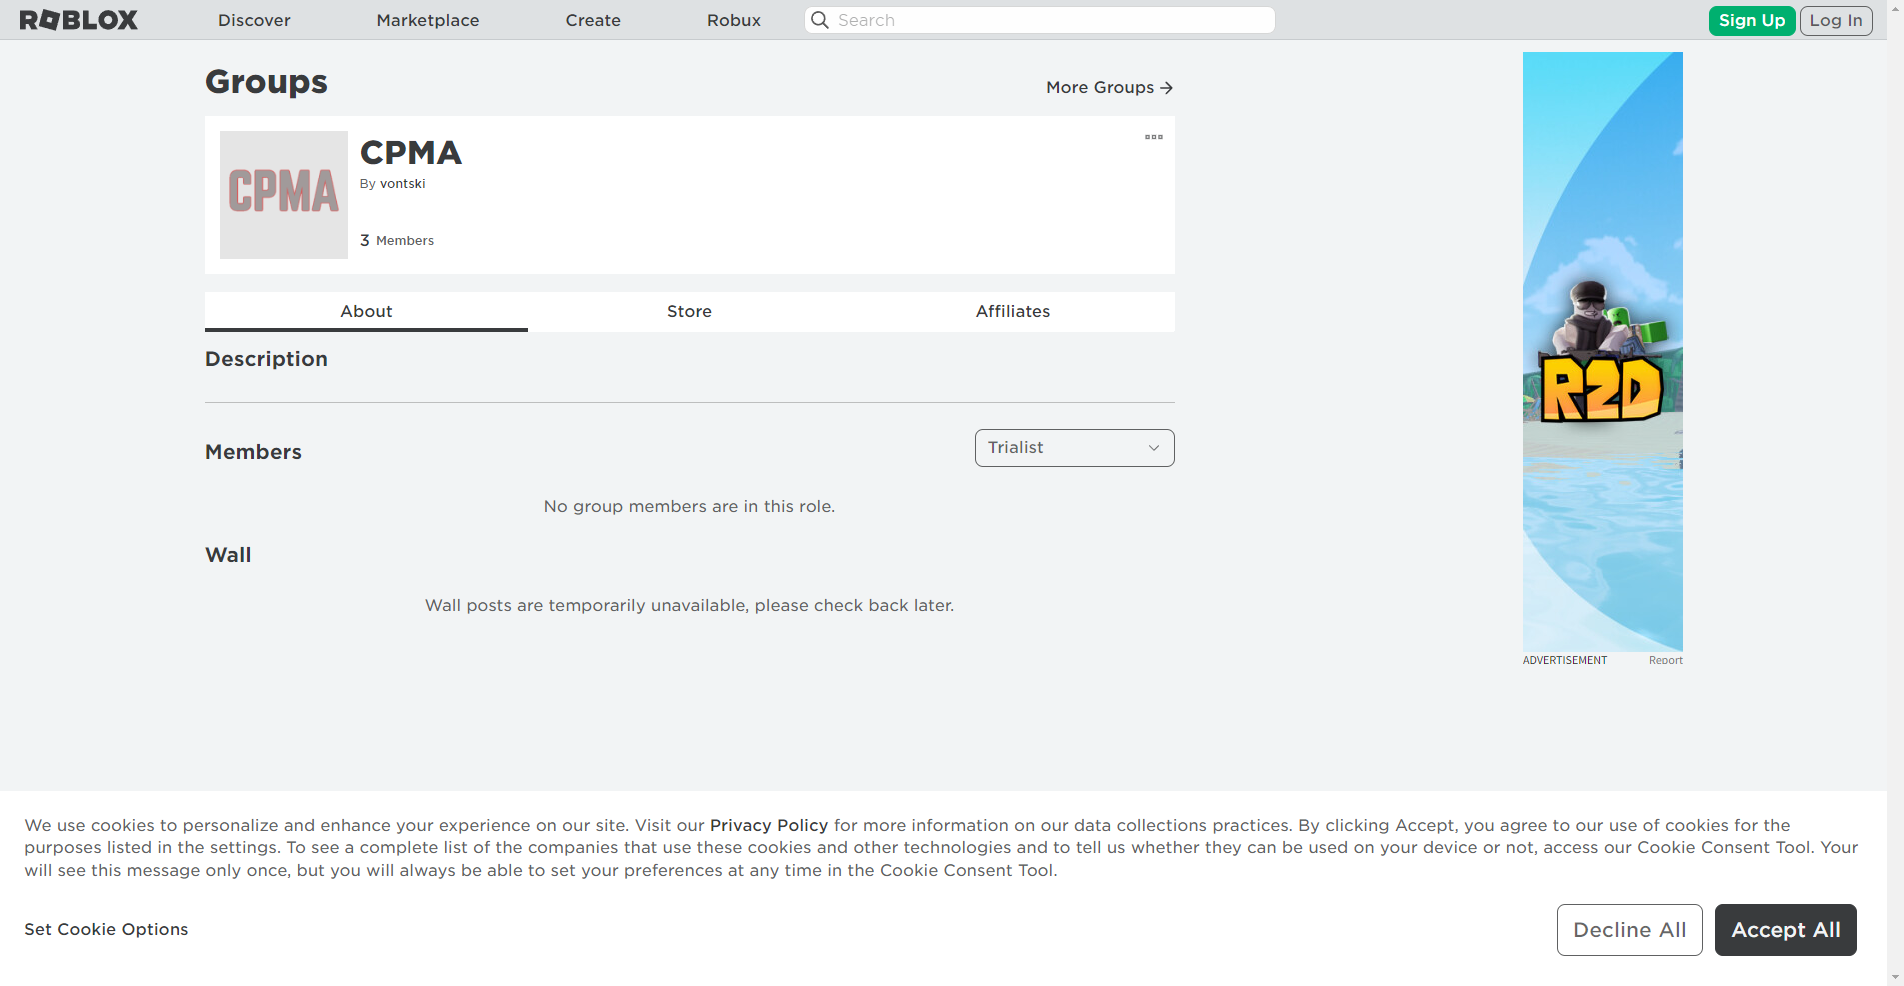 ROBLOX
Discover
Marketplace
Create
Robux
Search
Sign Up
Log In
Groups
More Groups
CPMA
CPMA
By vontski
3 Members
About
Store
Affiliates
Description
Members
Trialist
No group members are in this role.
Wall
Wall posts are temporarily unavailable, please check back later.
R2D
ADVERTISEMENT
Report
We use cookies to personalize and enhance your experience on our site. Visit our Privacy Policy for more information on our data collections practices. By clicking Accept, you agree to our use of cookies for the
purposes listed in the settings. To see a complete list of the companies that use these cookies and other technologies and to tell us whether they can be used on your device or not, access our Cookie Consent Tool. Your
will see this message only once, but you will always be able to set your preferences at any time in the Cookie Consent Tool.
Set Cookie Options
Decline All
Accept All